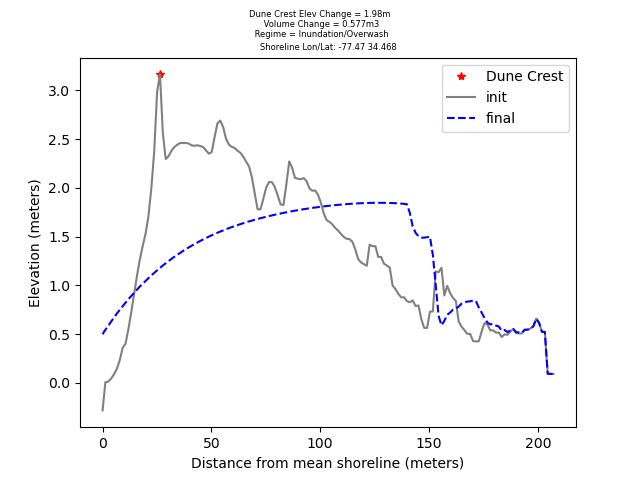 Dune Crest Elev Change = 1.98m
Volume Change = 0.577m3
Regime = Inundation/Overwash
Shoreline Lon/Lat: -77.47 34.468
Dune Crest
init
final
Elevation (meters)
3.0
2.5
2.0
1.5
1.0
0.5
0.0
0 50 100 150 200
Distance from mean shoreline (meters)